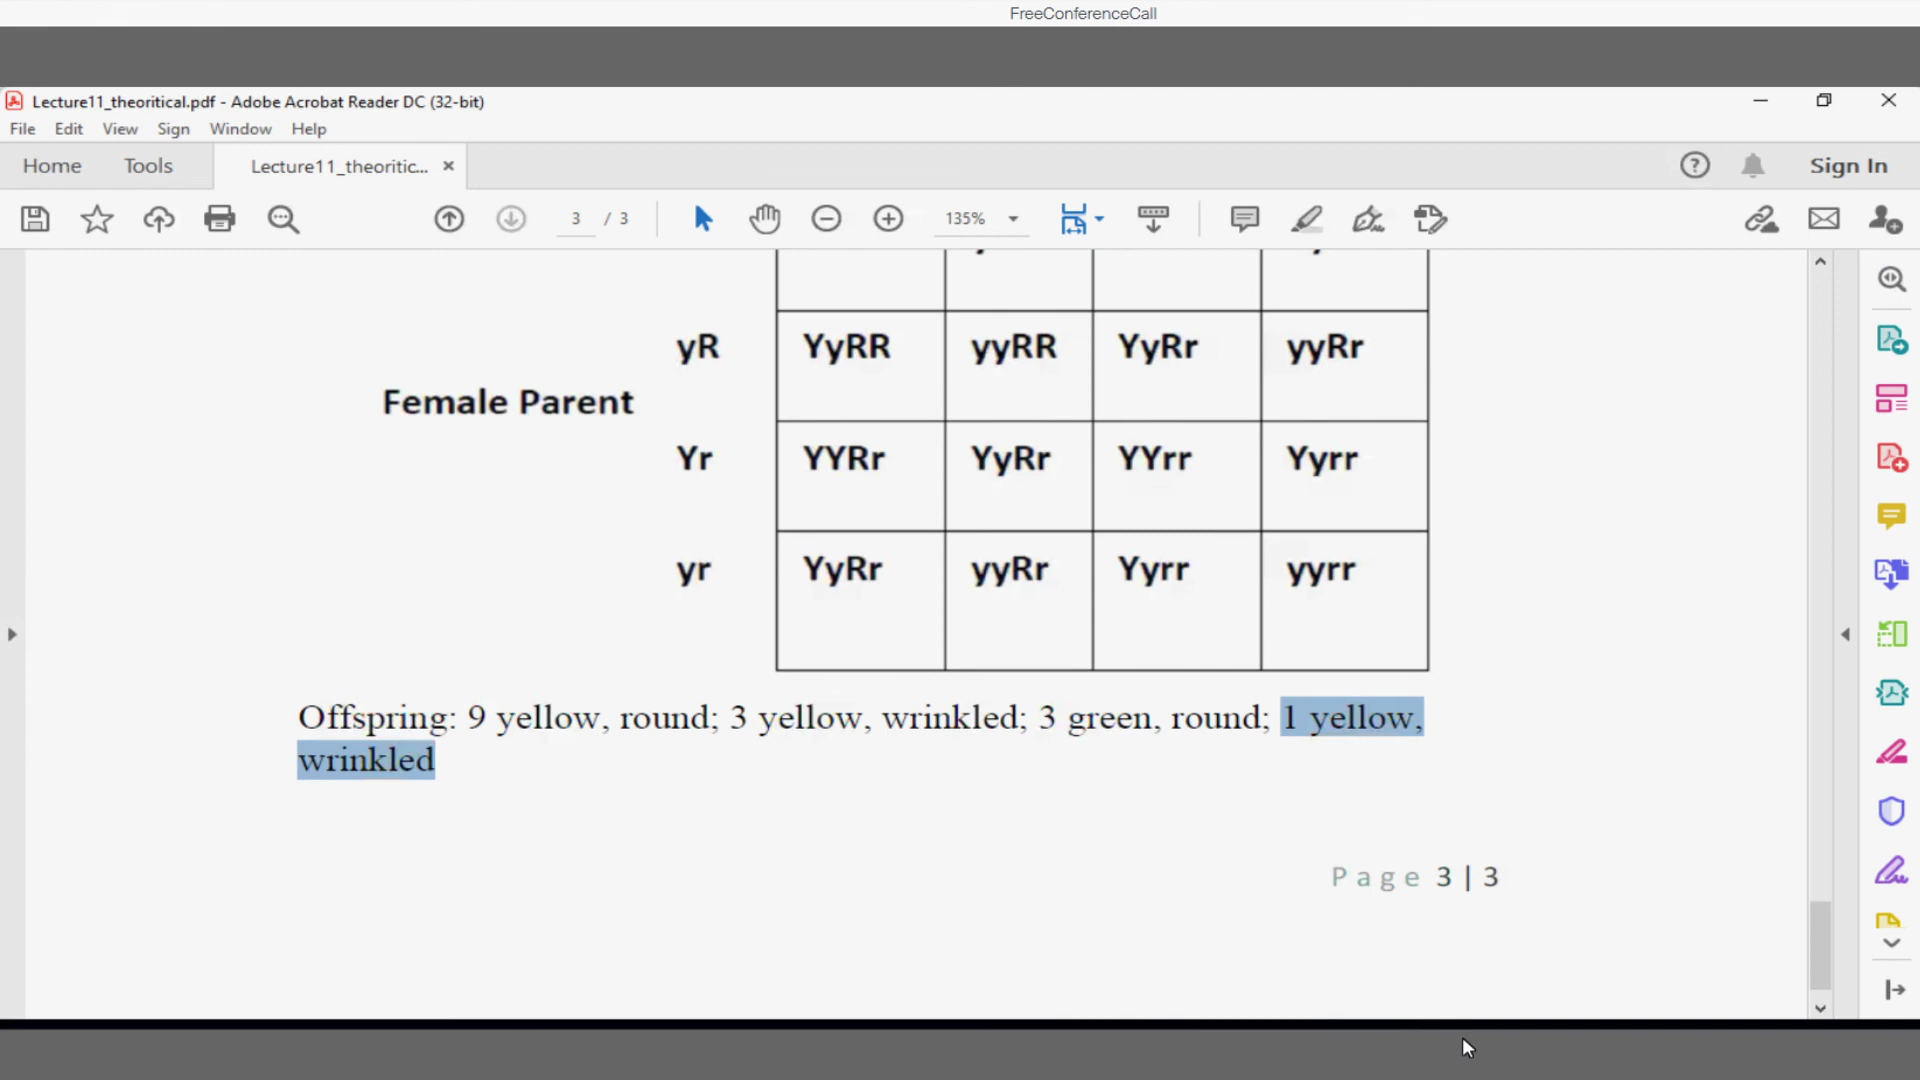 FreeConferenceCall
Lecture11_theoritical.pdf - Adobe Acrobat Reader DC (32-bit)
File Edit View Sign Window Help
Home Tools Lecture11_theoritic... Sign In
3 / 3 135%
yR YyRR yyRR YyRr yyRr
Female Parent
Yr YYRr YyRr YYrr Yyrr
yr YyRr yyRr Yyrr yyrr
Offspring: 9 yellow, round; 3 yellow, wrinkled; 3 green, round; 1 yellow,
wrinkled
Page 3 | 3